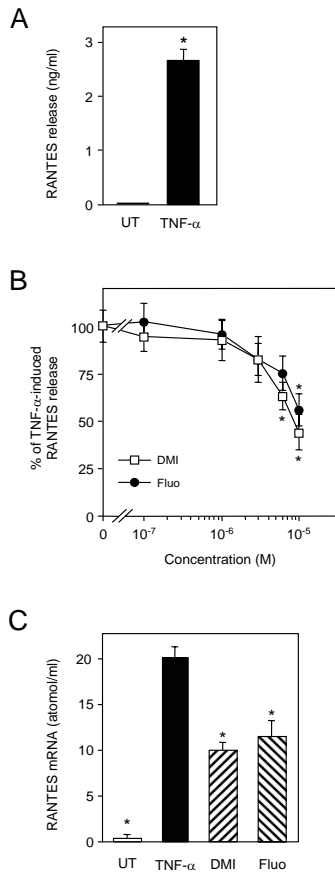 A
RANTES release (ng/ml)
3
2
1
0
*
UT
TNF-α
B
% of TNF-α-induced
RANTES release
100
75
50
25
0
*
*
*
DMI
Fluo
0
10⁻⁷
10⁻⁶
10⁻⁵
Concentration (M)
C
RANTES mRNA (atomol/ml)
20
10
0
*
*
*
UT
TNF-α
DMI
Fluo